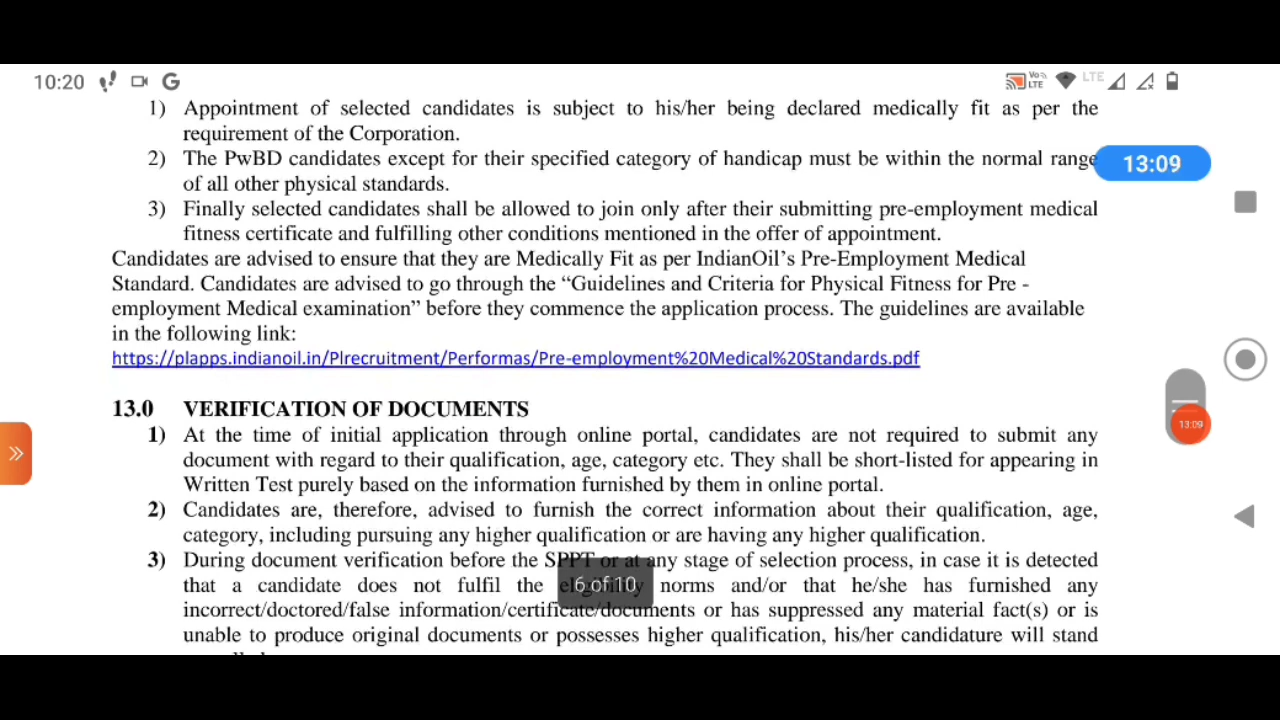 10:20
Vo LTE
LTE
1) Appointment of selected candidates is subject to his/her being declared medically fit as per the
requirement of the Corporation.
2) The PwBD candidates except for their specified category of handicap must be within the normal range
13:09
of all other physical standards.
3) Finally selected candidates shall be allowed to join only after their submitting pre-employment medical
fitness certificate and fulfilling other conditions mentioned in the offer of appointment.
Candidates are advised to ensure that they are Medically Fit as per IndianOil's Pre-Employment Medical
Standard. Candidates are advised to go through the “Guidelines and Criteria for Physical Fitness for Pre -
employment Medical examination” before they commence the application process. The guidelines are available
in the following link:
https://plapps.indianoil.in/Plrecruitment/Performas/Pre-employment%20Medical%20Standards.pdf
13.0 VERIFICATION OF DOCUMENTS
13:09
1) At the time of initial application through online portal, candidates are not required to submit any
document with regard to their qualification, age, category etc. They shall be short-listed for appearing in
Written Test purely based on the information furnished by them in online portal.
2) Candidates are, therefore, advised to furnish the correct information about their qualification, age,
category, including pursuing any higher qualification or are having any higher qualification.
3) During document verification before the SPPT or at any stage of selection process, in case it is detected
that a candidate does not fulfil the eligibility norms and/or that he/she has furnished any
6 of 10
incorrect/doctored/false information/certificate/documents or has suppressed any material fact(s) or is
unable to produce original documents or possesses higher qualification, his/her candidature will stand